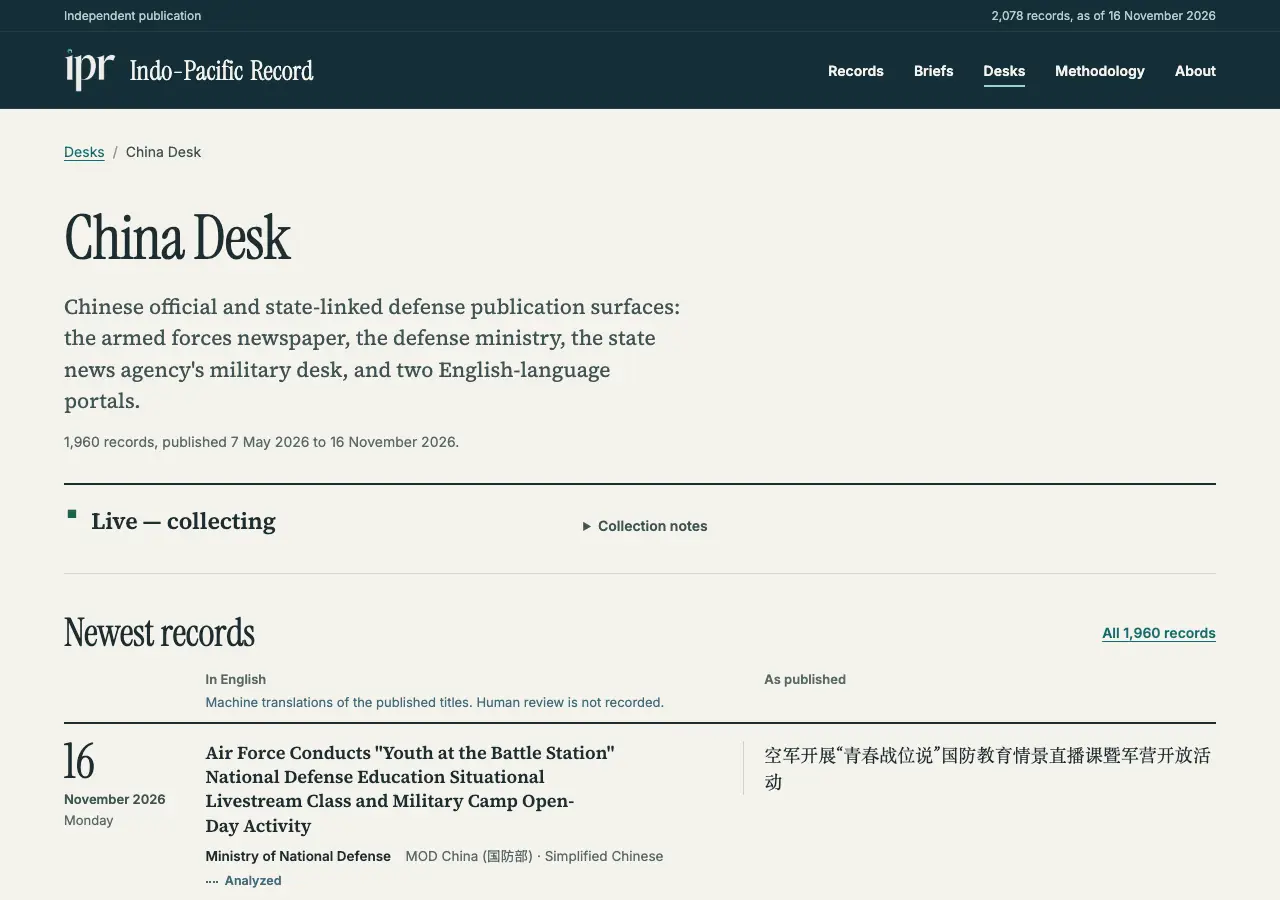 Independent publication
2,078 records, as of 16 November 2026
ipr Indo-Pacific Record
Records Briefs Desks Methodology About
Desks / China Desk
China Desk
Chinese official and state-linked defense publication surfaces:
the armed forces newspaper, the defense ministry, the state
news agency's military desk, and two English-language
portals.
1,960 records, published 7 May 2026 to 16 November 2026.
Live — collecting
Collection notes
Newest records
All 1,960 records
In English
Machine translations of the published titles. Human review is not recorded.
As published
16
November 2026
Monday
Air Force Conducts "Youth at the Battle Station"
National Defense Education Situational
Livestream Class and Military Camp Open-
Day Activity
Ministry of National Defense MOD China (国防部) · Simplified Chinese
Analyzed
空军开展“青春战位说”国防教育情景直播课暨军营开放活
动